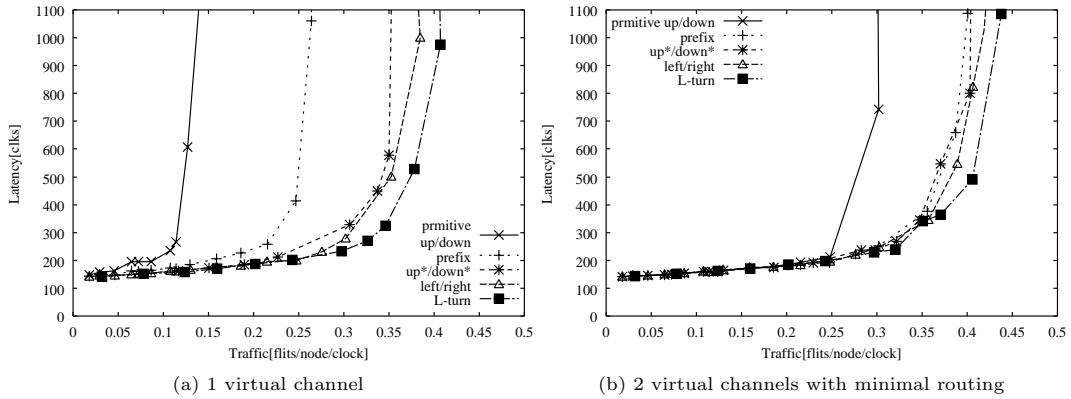 1100
1000
900
800
700
600
500
400
300
200
100
0
Latency[clks]
0 0.05 0.1 0.15 0.2 0.25 0.3 0.35 0.4 0.45 0.5
Traffic[flits/node/clock]
prmitive
up/down
prefix
up*/down*
left/right
L-turn
(a) 1 virtual channel
1100
1000
900
800
700
600
500
400
300
200
100
0
Latency[clks]
0 0.05 0.1 0.15 0.2 0.25 0.3 0.35 0.4 0.45 0.5
Traffic[flits/node/clock]
prmitive up/down
prefix
up*/down*
left/right
L-turn
(b) 2 virtual channels with minimal routing